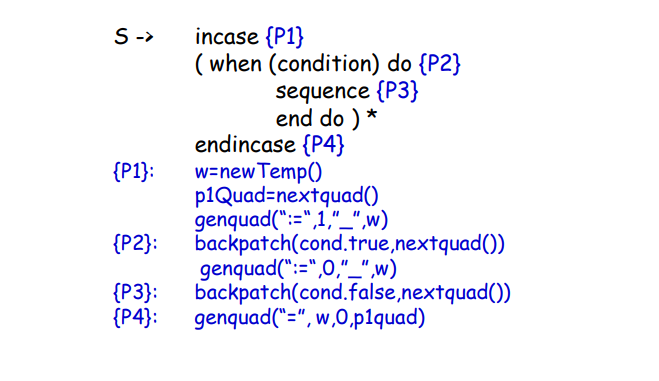 S -> incase {P1}
( when (condition) do {P2}
sequence {P3}
end do ) *
endincase {P4}
{P1}: w=newTemp()
p1Quad=nextquad()
genquad(“:=“,1,”_”,w)
{P2}: backpatch(cond.true,nextquad())
genquad(“:=“,0,”_”,w)
{P3}: backpatch(cond.false,nextquad())
{P4}: genquad(“=”, w,0,p1quad)